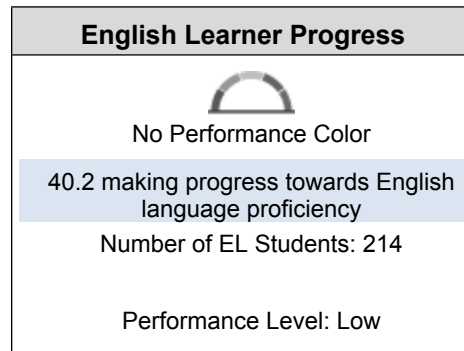 English Learner Progress
No Performance Color
40.2 making progress towards English
language proficiency
Number of EL Students: 214
Performance Level: Low